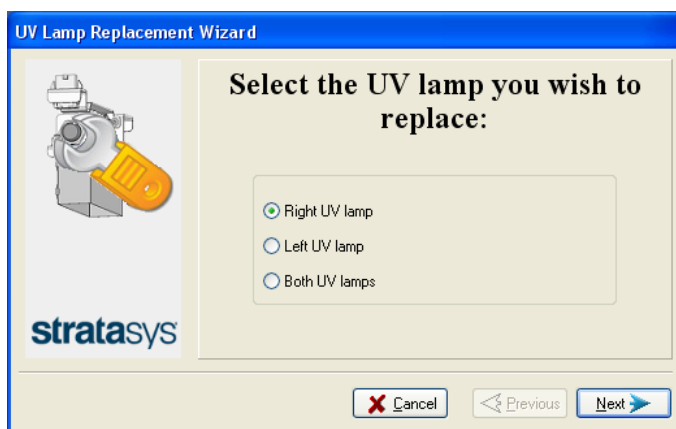 UV Lamp Replacement Wizard
Select the UV lamp you wish to
replace:
Right UV lamp
Left UV lamp
Both UV lamps
stratasys
Cancel
Previous
Next